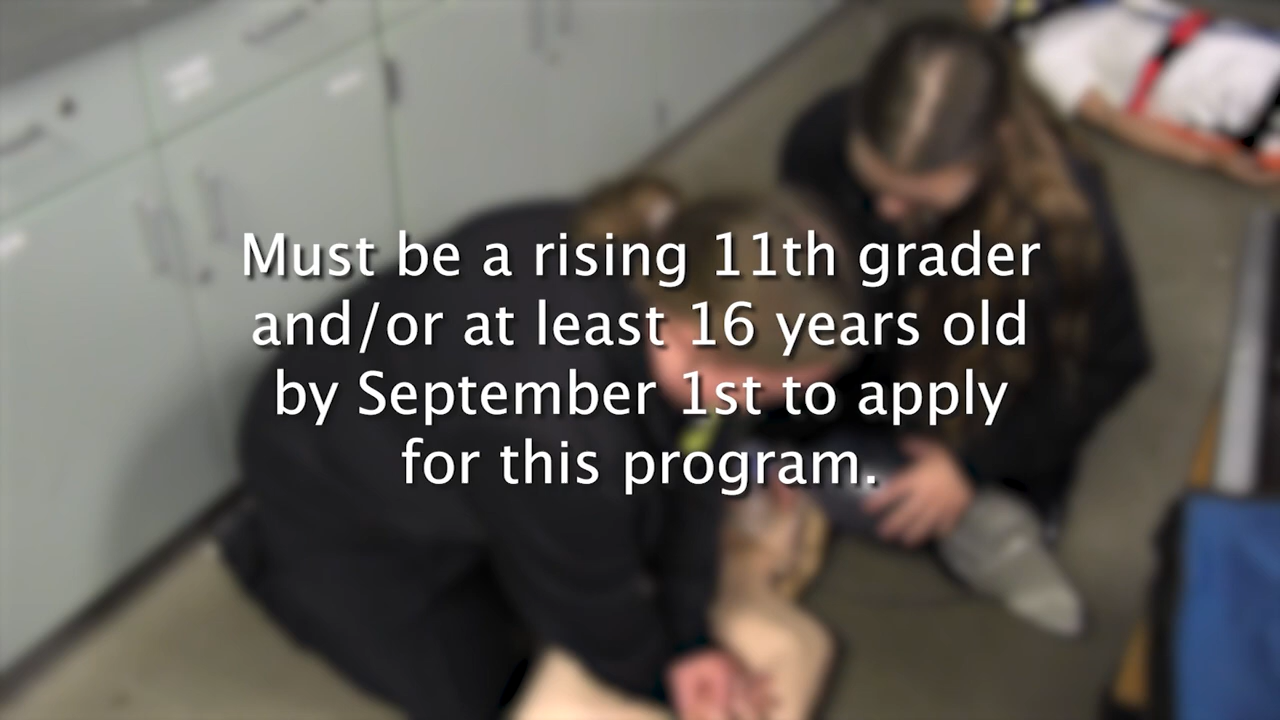 Must be a rising 11th grader
and/or at least 16 years old
by September 1st to apply
for this program.